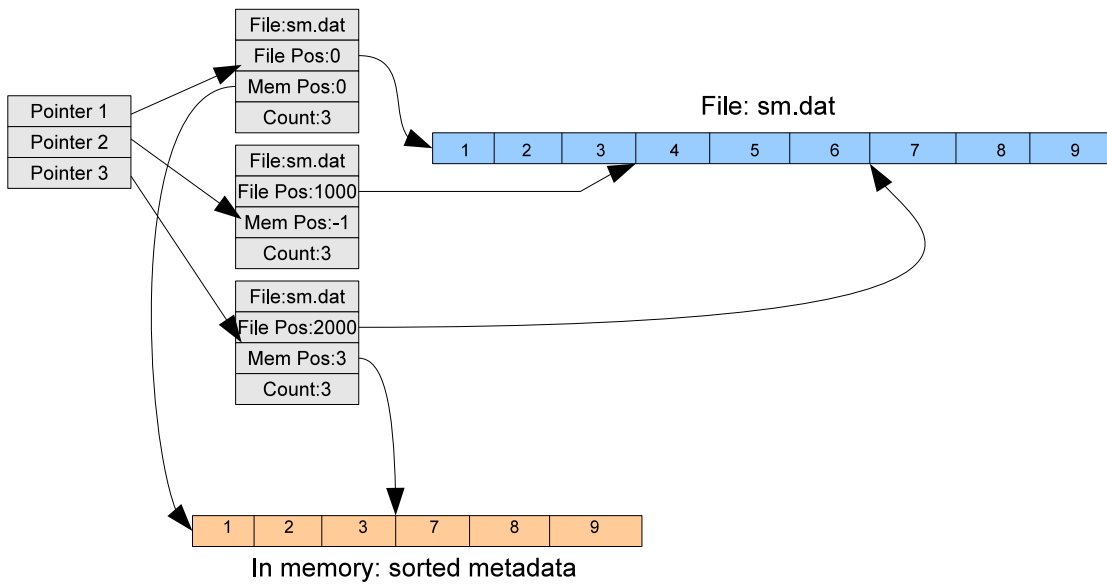 Pointer 1
Pointer 2
Pointer 3
File:sm.dat
File Pos:0
Mem Pos:0
Count:3
File:sm.dat
File Pos:1000
Mem Pos:-1
Count:3
File:sm.dat
File Pos:2000
Mem Pos:3
Count:3
File: sm.dat
1 2 3 4 5 6 7 8 9
1 2 3 7 8 9
In memory: sorted metadata